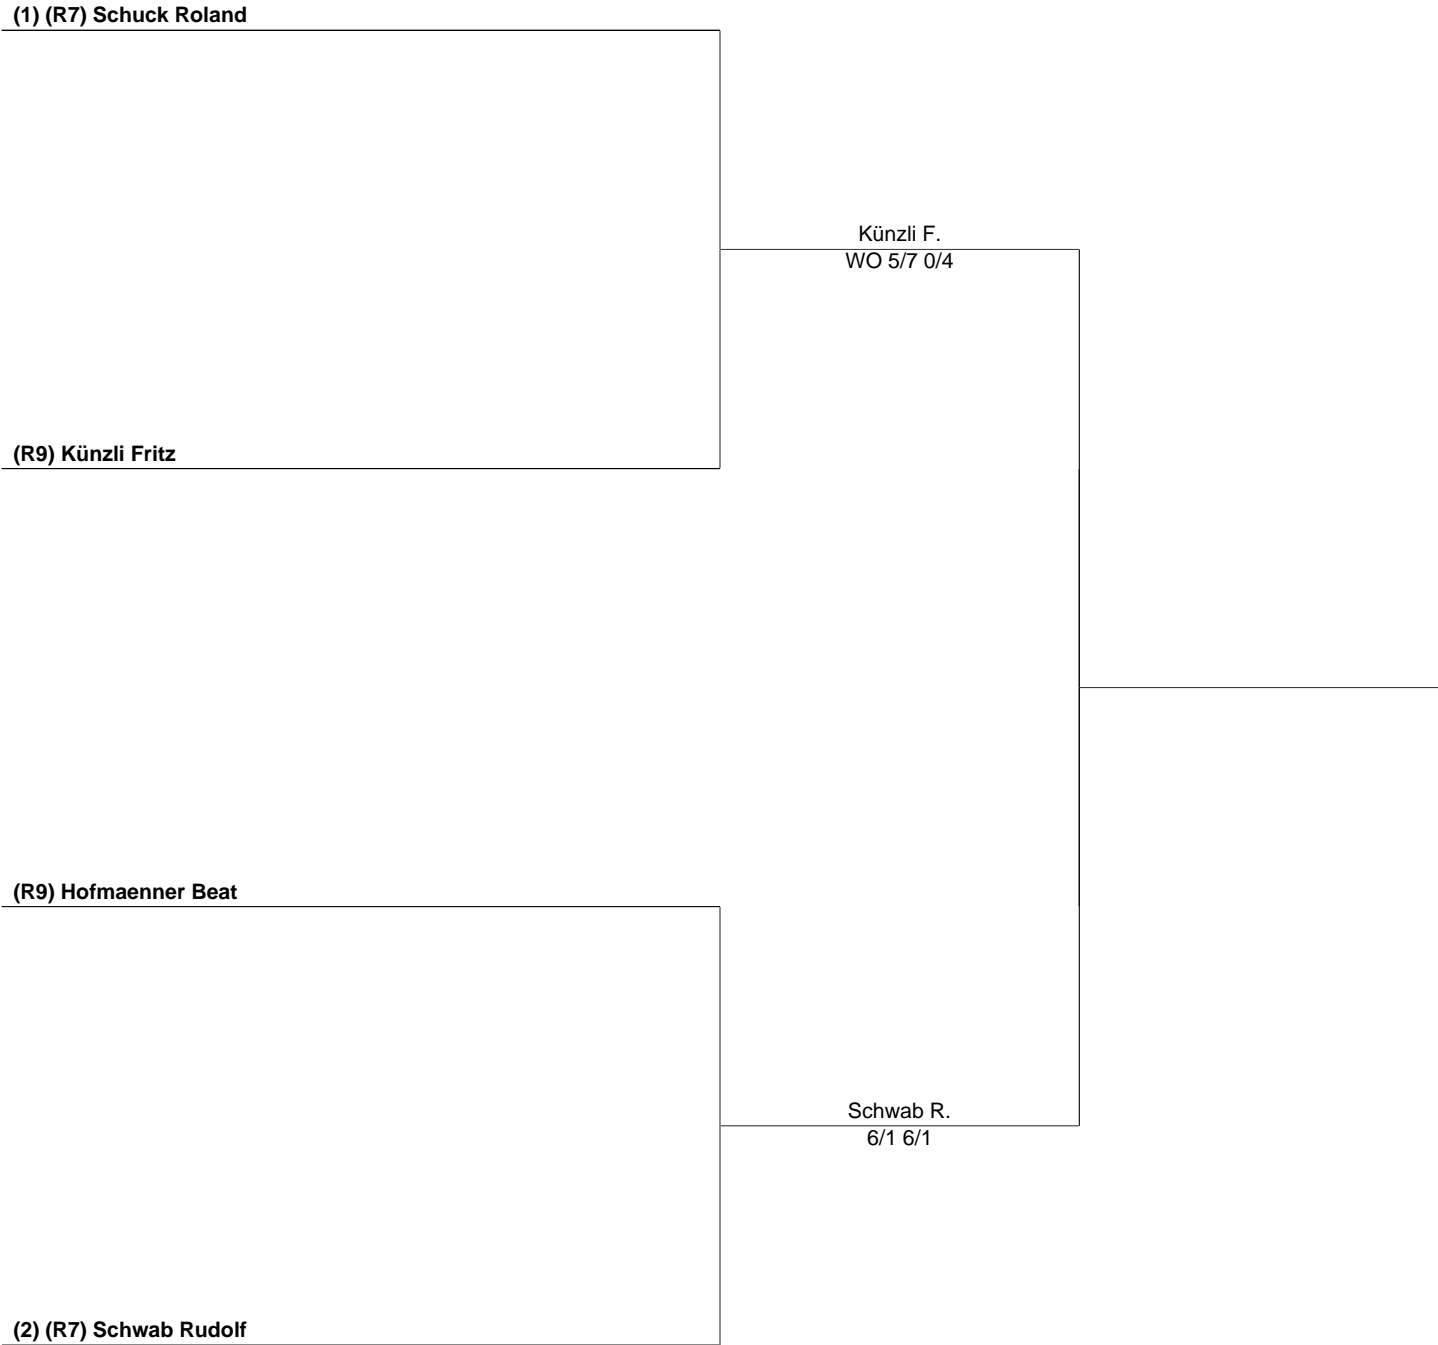 (1) (R7) Schuck Roland
Künzli F.
WO 5/7 0/4
(R9) Künzli Fritz
(R9) Hofmaenner Beat
Schwab R.
6/1 6/1
(2) (R7) Schwab Rudolf